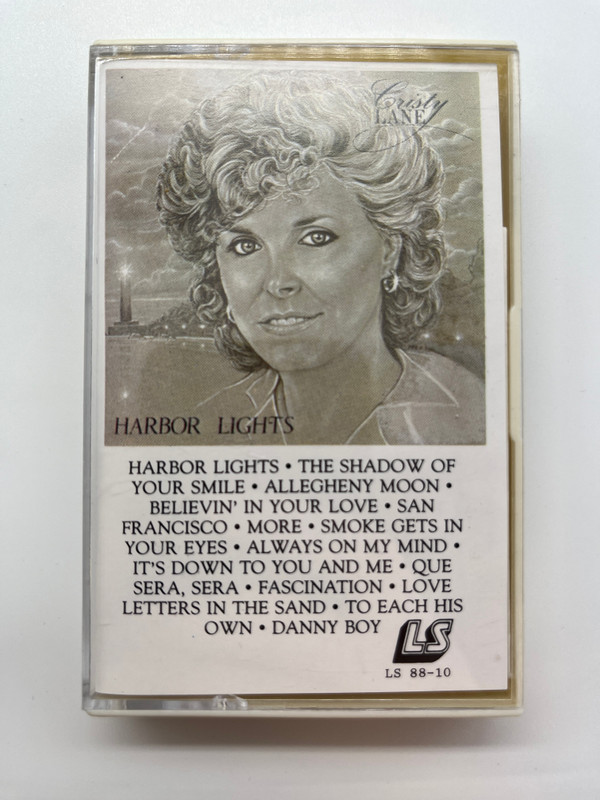 Cristy
LANE
HARBOR LIGHTS
HARBOR LIGHTS • THE SHADOW OF
YOUR SMILE • ALLEGHENY MOON •
BELIEVIN' IN YOUR LOVE • SAN
FRANCISCO • MORE • SMOKE GETS IN
YOUR EYES • ALWAYS ON MY MIND •
IT'S DOWN TO YOU AND ME • QUE
SERA, SERA • FASCINATION • LOVE
LETTERS IN THE SAND • TO EACH HIS
OWN • DANNY BOY
LS
LS 88-10